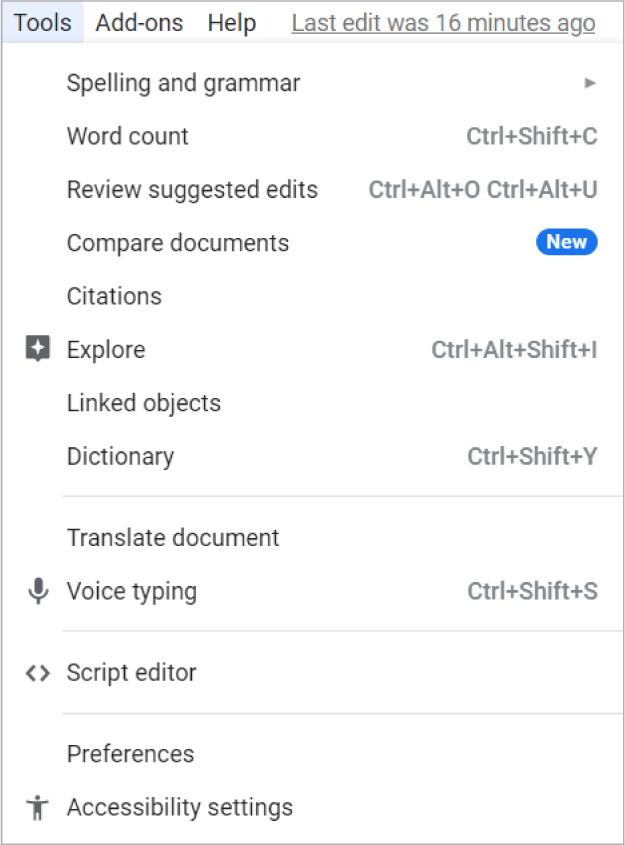 Tools Add-ons Help Last edit was 16 minutes ago
Spelling and grammar
Word count Ctrl+Shift+C
Review suggested edits Ctrl+Alt+O Ctrl+Alt+U
Compare documents New
Citations
Explore Ctrl+Alt+Shift+I
Linked objects
Dictionary Ctrl+Shift+Y
Translate document
Voice typing Ctrl+Shift+S
Script editor
Preferences
Accessibility settings